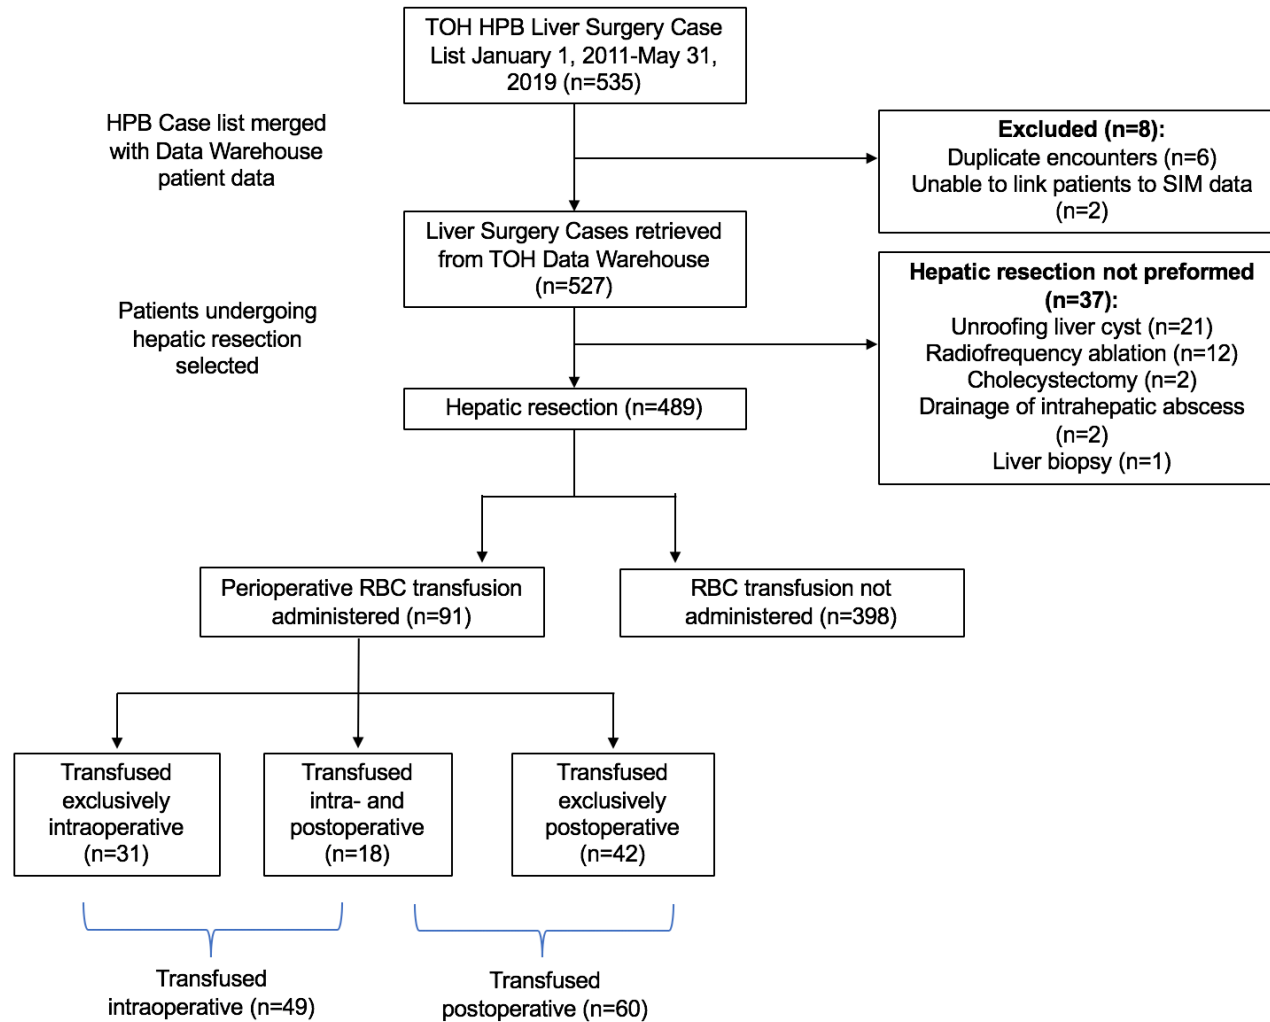 TOH HPB Liver Surgery Case
List January 1, 2011-May 31,
2019 (n=535)
HPB Case list merged
with Data Warehouse
patient data
Excluded (n=8):
Duplicate encounters (n=6)
Unable to link patients to SIM data
(n=2)
Liver Surgery Cases retrieved
from TOH Data Warehouse
(n=527)
Patients undergoing
hepatic resection
selected
Hepatic resection not preformed
(n=37):
Unroofing liver cyst (n=21)
Radiofrequency ablation (n=12)
Cholecystectomy (n=2)
Drainage of intrahepatic abscess
(n=2)
Liver biopsy (n=1)
Hepatic resection (n=489)
Perioperative RBC transfusion
administered (n=91)
RBC transfusion not
administered (n=398)
Transfused
exclusively
intraoperative
(n=31)
Transfused
intra- and
postoperative
(n=18)
Transfused
exclusively
postoperative
(n=42)
Transfused
intraoperative (n=49)
Transfused
postoperative (n=60)